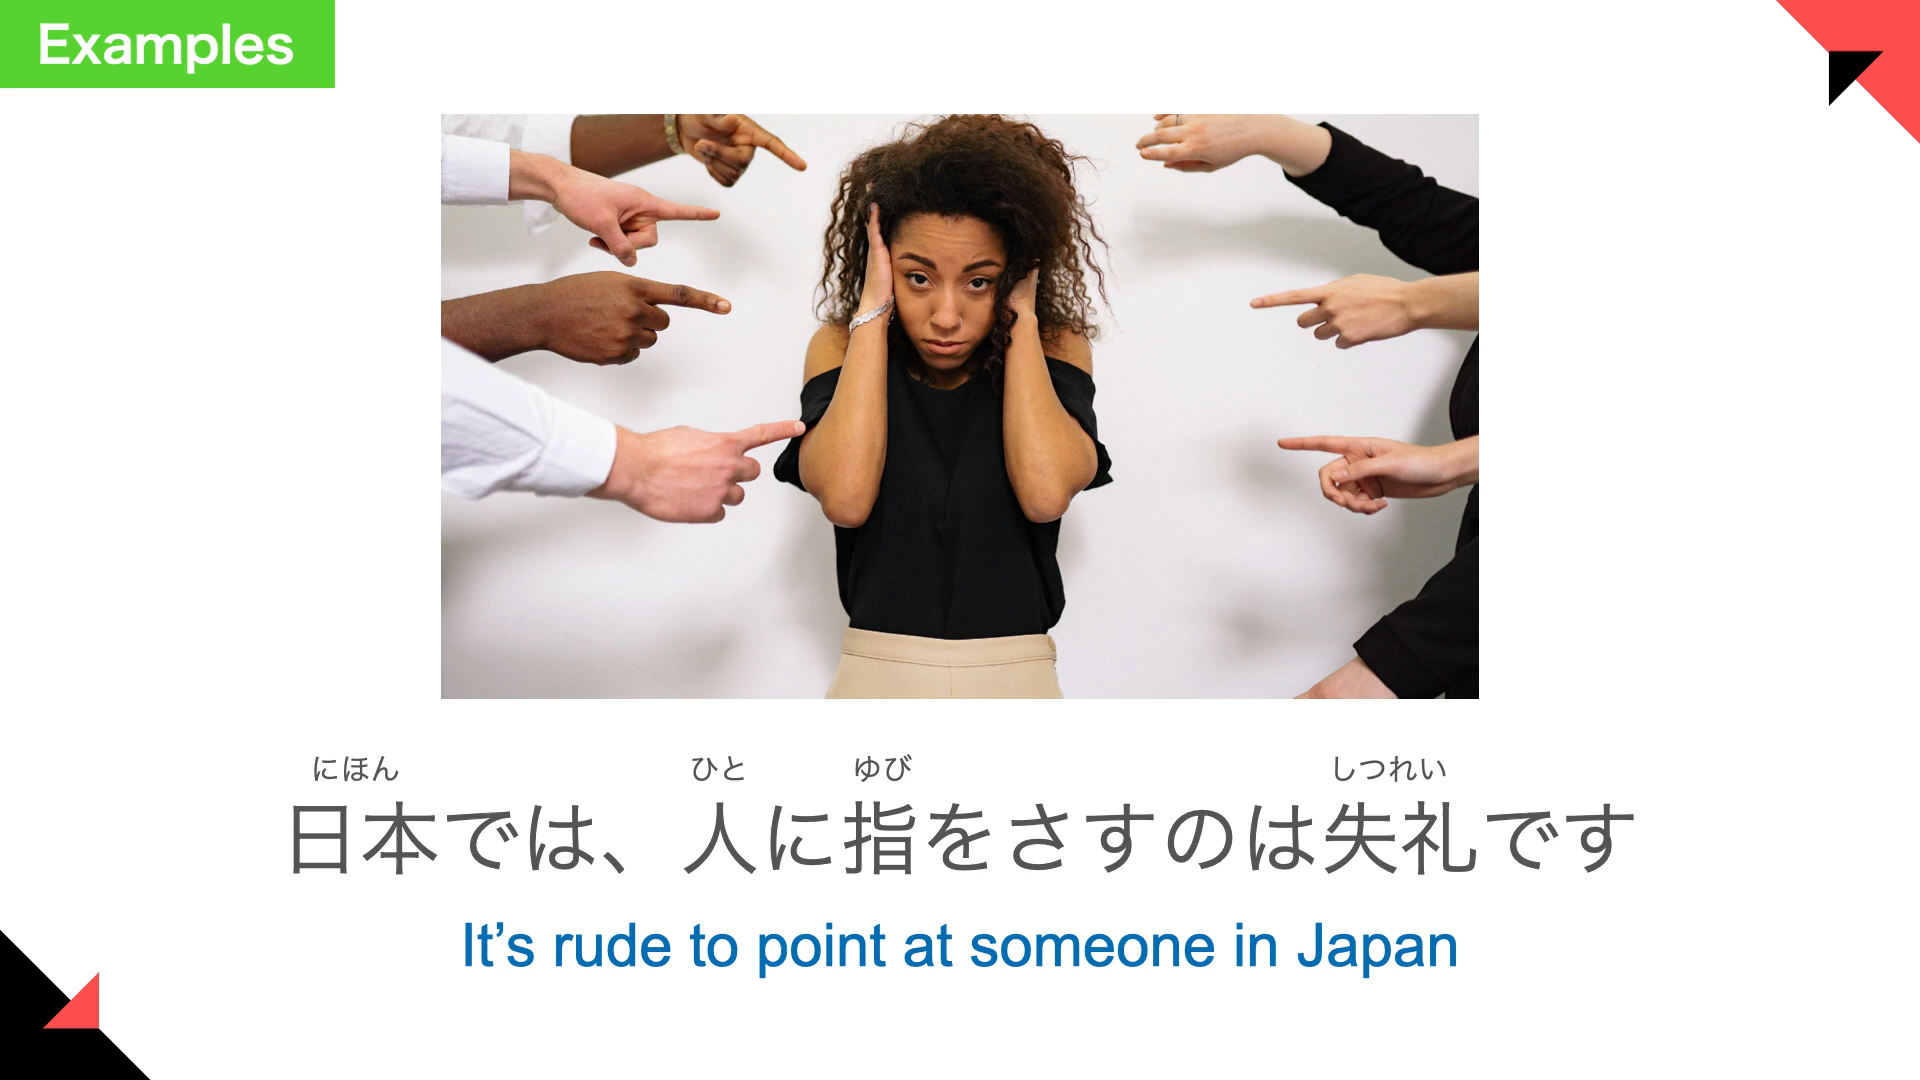 Examples
にほん ひと ゆび しつれい
日本では、人に指をさすのは失礼です
It’s rude to point at someone in Japan